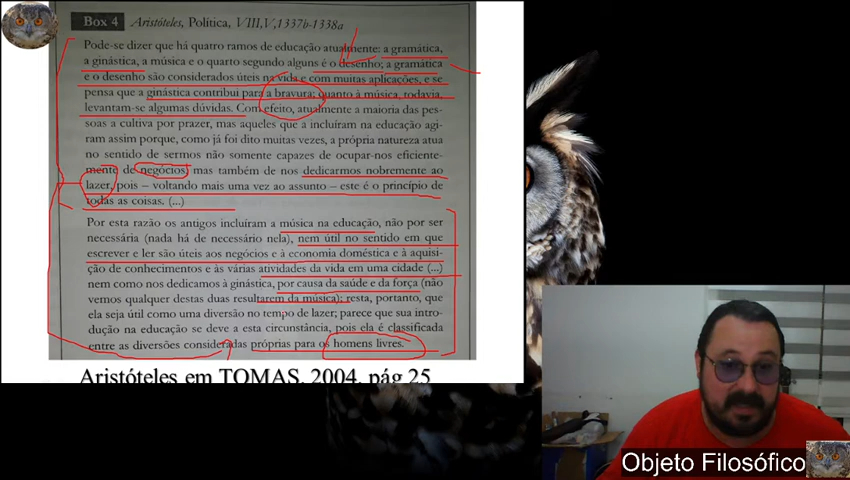 Box 4 Aristóteles, Política, VIII,V,1337b-1338a
Pode-se dizer que há quatro ramos de educação atualmente: a gramática,
a ginástica, a música e o quarto segundo alguns é o desenho; a gramática
e o desenho são considerados úteis na vida e com muitas aplicações, e se
pensa que a ginástica contribui para a bravura; quanto à música, todavia,
levantam-se algumas dúvidas. Com efeito, atualmente a maioria das pes-
soas a cultiva por prazer, mas aqueles que a incluíram na educação agi-
ram assim porque, como já foi dito muitas vezes, a própria natureza atua
no sentido de sermos não somente capazes de ocupar-nos eficiente-
mente de negócios, mas também de nos dedicarmos nobremente ao
lazer, pois – voltando mais uma vez ao assunto – este é o princípio de
todas as coisas. (...)
Por esta razão os antigos incluíram a música na educação, não por ser
necessária (nada há de necessário nela), nem útil no sentido em que
escrever e ler são úteis aos negócios e à economia doméstica e à aquisi-
ção de conhecimentos e às várias atividades da vida em uma cidade (...)
nem como nos dedicamos à ginástica, por causa da saúde e da força (não
vemos qualquer destas duas resultarem da música); resta, portanto, que
ela seja útil como uma diversão no tempo de lazer; parece que sua intro-
dução na educação se deve a esta circunstância, pois ela é classificada
entre as diversões consideradas próprias para os homens livres.
Aristóteles em TOMAS, 2004, pág 25
Objeto Filosófico